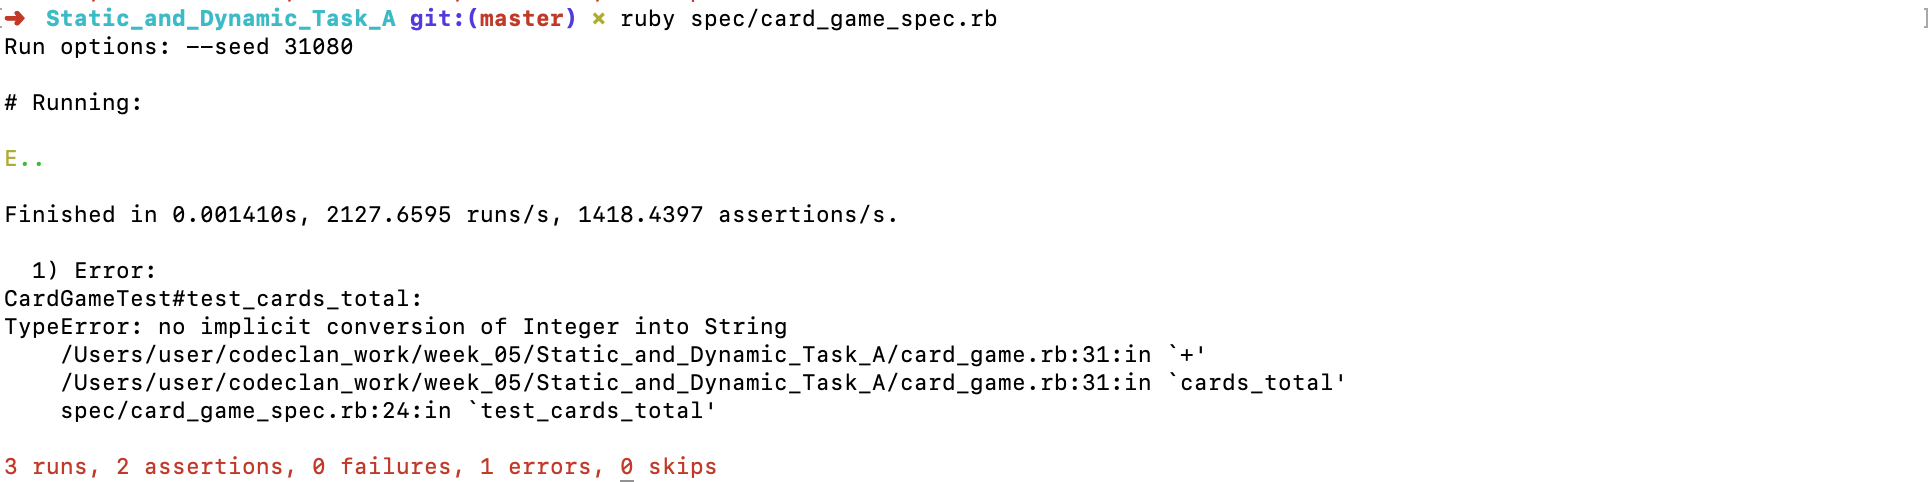 ➜ Static_and_Dynamic_Task_A git:(master) ✗ ruby spec/card_game_spec.rb
Run options: --seed 31080
# Running:
E..
Finished in 0.001410s, 2127.6595 runs/s, 1418.4397 assertions/s.
1) Error:
CardGameTest#test_cards_total:
TypeError: no implicit conversion of Integer into String
/Users/user/codeclan_work/week_05/Static_and_Dynamic_Task_A/card_game.rb:31:in `+'
/Users/user/codeclan_work/week_05/Static_and_Dynamic_Task_A/card_game.rb:31:in `cards_total'
spec/card_game_spec.rb:24:in `test_cards_total'
3 runs, 2 assertions, 0 failures, 1 errors, 0 skips